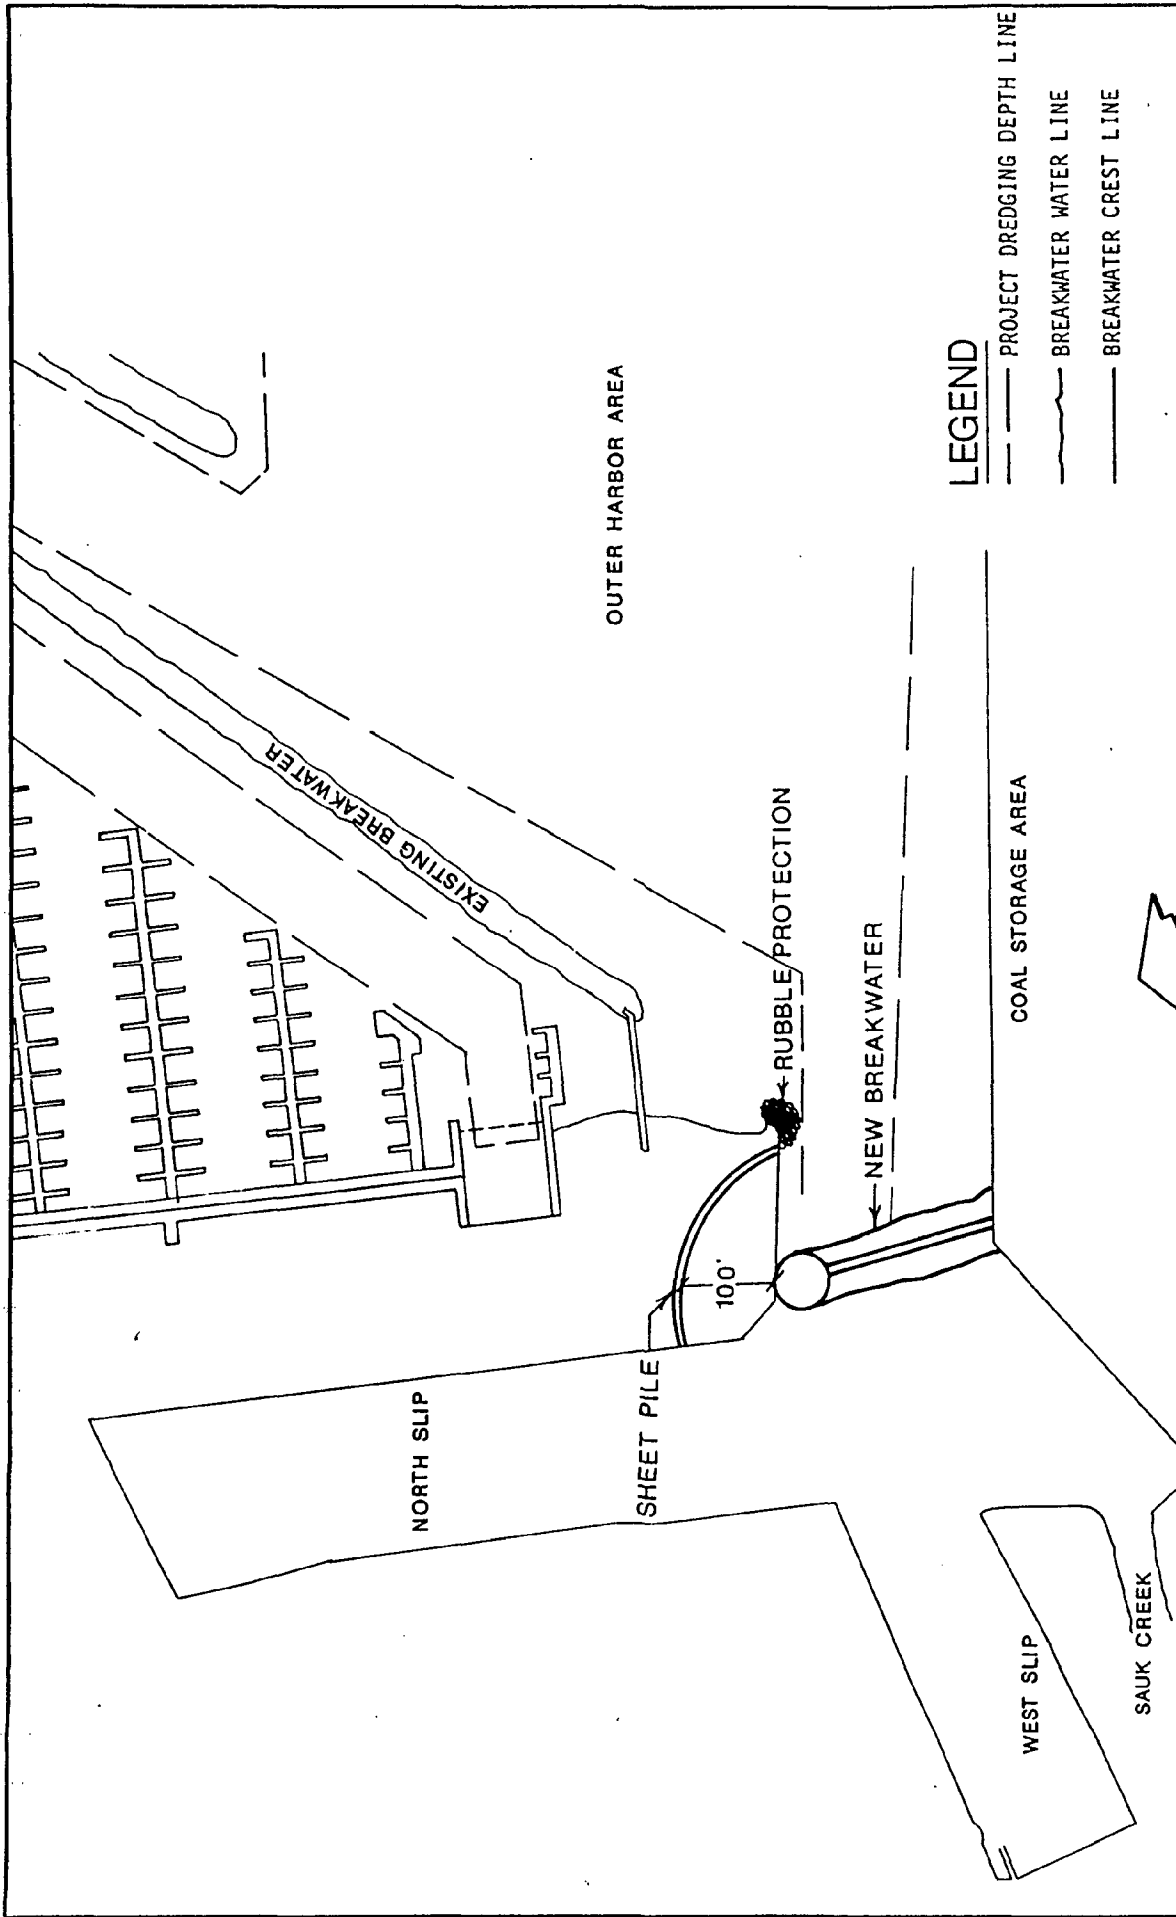 NORTH SLIP
SHEET PILE
100'
EXISTING BREAKWATER
OUTER HARBOR AREA
RUBBLE PROTECTION
NEW BREAKWATER
WEST SLIP
SAUK CREEK
COAL STORAGE AREA
LEGEND
PROJECT DREDGING DEPTH LINE
BREAKWATER WATER LINE
BREAKWATER CREST LINE